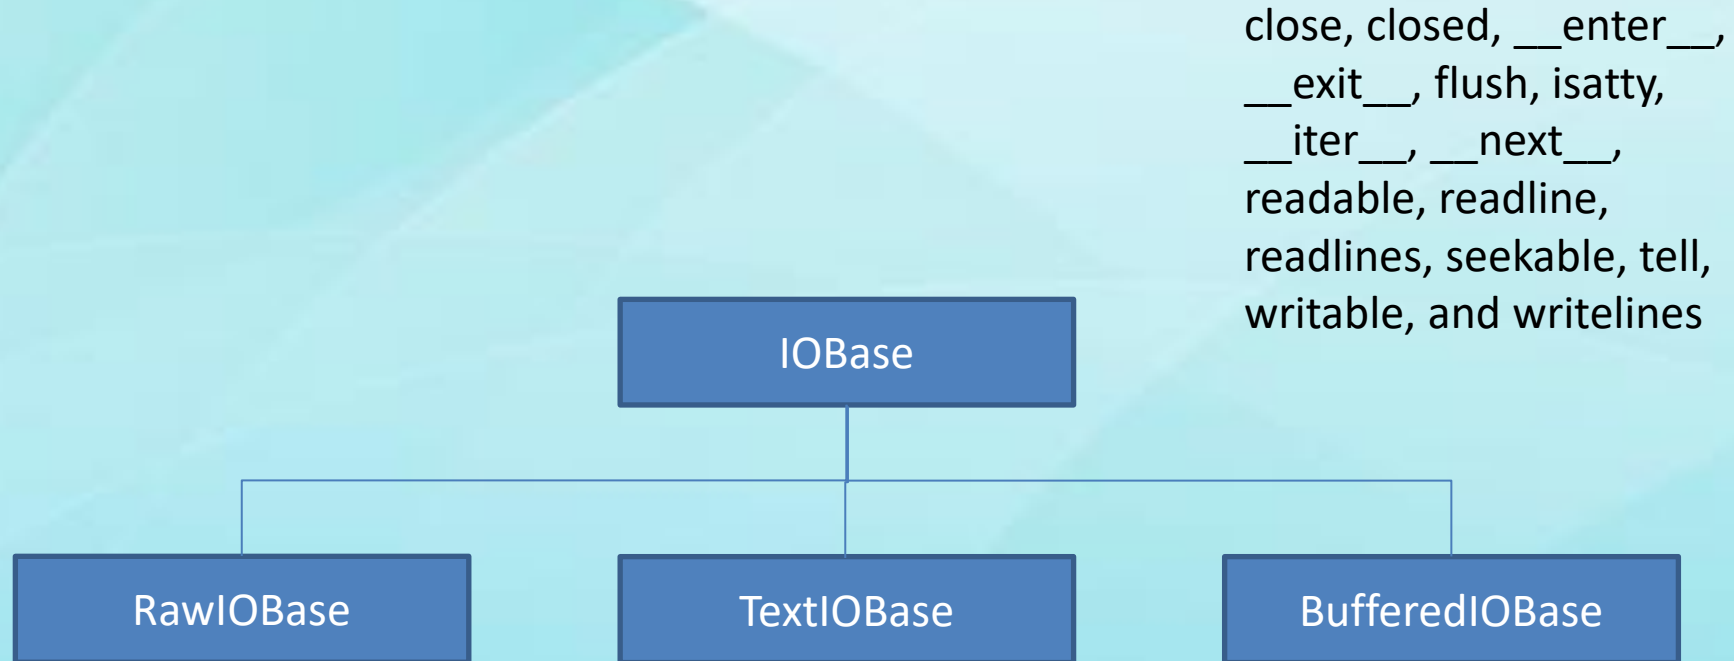 close, closed, __enter__,
__exit__, flush, isatty,
__iter__, __next__,
readable, readline,
readlines, seekable, tell,
writable, and writelines
IOBase
RawIOBase
TextIOBase
BufferedIOBase